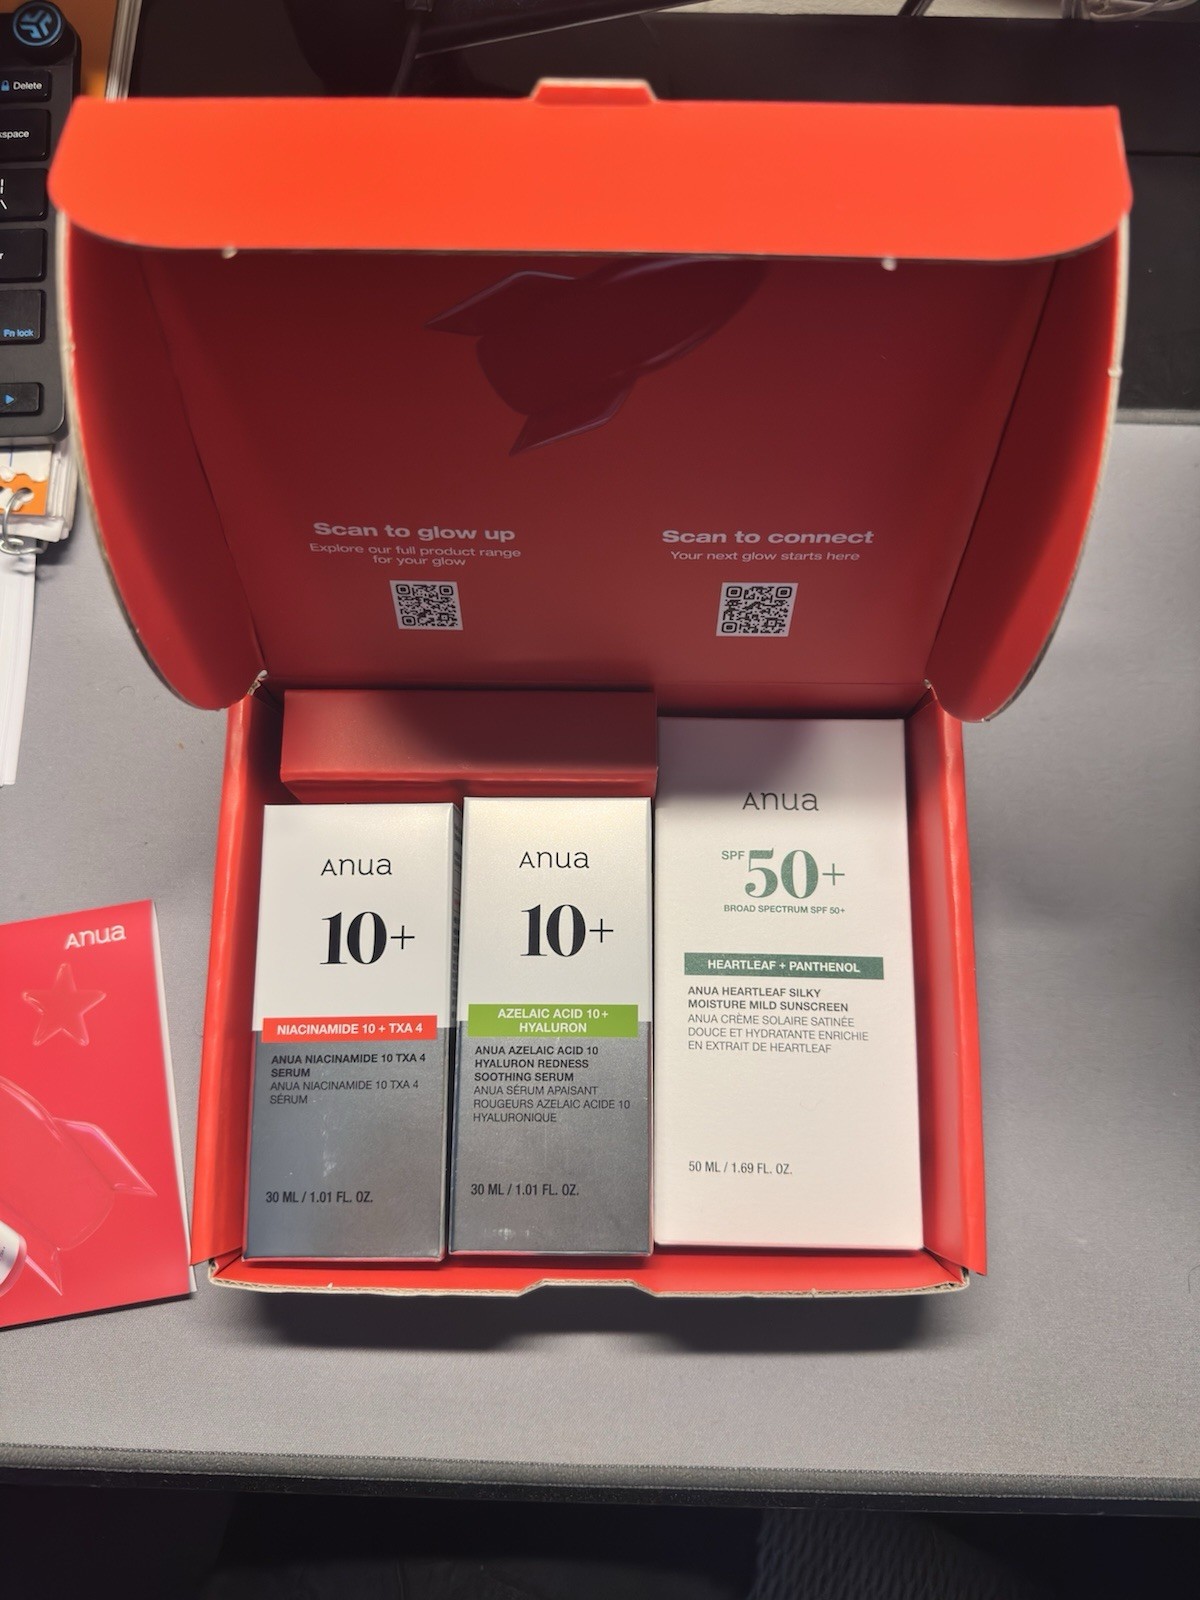 Delete
kspace
Fn lock
Scan to glow up
Explore our full product range
for your glow
Scan to connect
Your next glow starts here
Anua
Anua
10+
NIACINAMIDE 10 + TXA 4
ANUA NIACINAMIDE 10 TXA 4
SERUM
ANUA NIACINAMIDE 10 TXA 4
SÉRUM
30 ML / 1.01 FL. OZ.
Anua
10+
AZELAIC ACID 10+
HYALURON
ANUA AZELAIC ACID 10
HYALURON REDNESS
SOOTHING SERUM
ANUA SÉRUM APAISANT
ROUGEURS AZELAIC ACIDE 10
HYALURONIQUE
30 ML / 1.01 FL. OZ.
Anua
SPF 50+
BROAD SPECTRUM SPF 50+
HEARTLEAF + PANTHENOL
ANUA HEARTLEAF SILKY
MOISTURE MILD SUNSCREEN
ANUA CRÈME SOLAIRE SATINÉE
DOUCE ET HYDRATANTE ENRICHIE
EN EXTRAIT DE HEARTLEAF
50 ML / 1.69 FL. OZ.